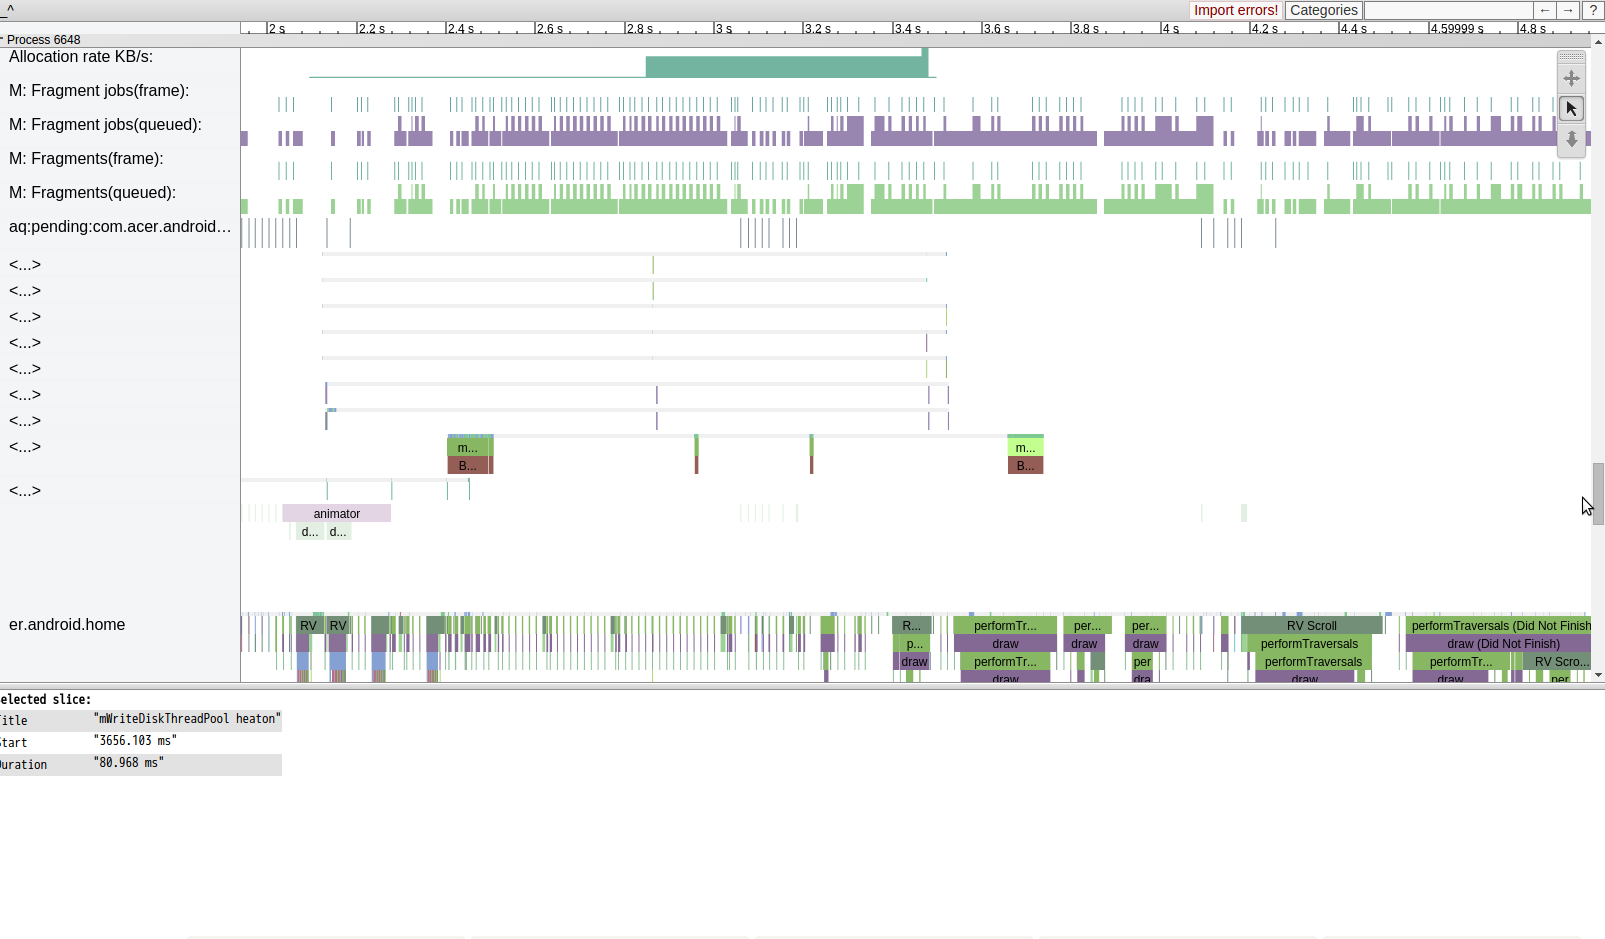 _^ Import errors! Categories ← → ?
2 s 2.2 s 2.4 s 2.6 s 2.8 s 3 s 3.2 s 3.4 s 3.6 s 3.8 s 4 s 4.2 s 4.4 s 4.59999 s 4.8 s
Process 6648
Allocation rate KB/s:
M: Fragment jobs(frame):
M: Fragment jobs(queued):
M: Fragments(frame):
M: Fragments(queued):
aq:pending:com.acer.android...
<...>
<...>
<...>
<...>
<...>
<...>
<...>
<...> m... m...
B... B...
<...>
animator
d... d...
er.android.home RV RV R... performTr... per... per... RV Scroll performTraversals (Did Not Finish
p... draw draw draw performTraversals draw (Did Not Finish)
draw performTr... per performTraversals performTr... RV Scro...
draw dra draw draw per
elected slice:
itle "mWriteDiskThreadPool heaton"
tart "3656.103 ms"
uration "80.968 ms"